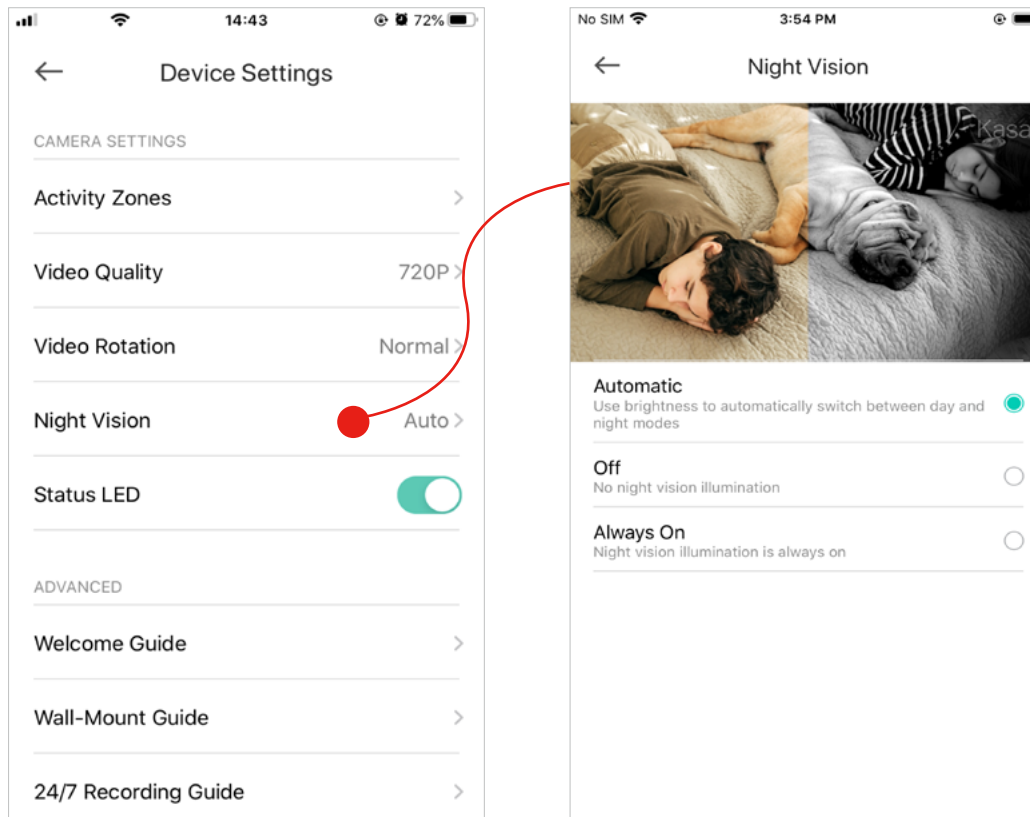 14:43
72%
Device Settings
CAMERA SETTINGS
Activity Zones
Video Quality
720P
Video Rotation
Normal
Night Vision
Auto
Status LED
ADVANCED
Welcome Guide
Wall-Mount Guide
24/7 Recording Guide
No SIM
3:54 PM
Night Vision
Kasa
Automatic
Use brightness to automatically switch between day and
night modes
Off
No night vision illumination
Always On
Night vision illumination is always on